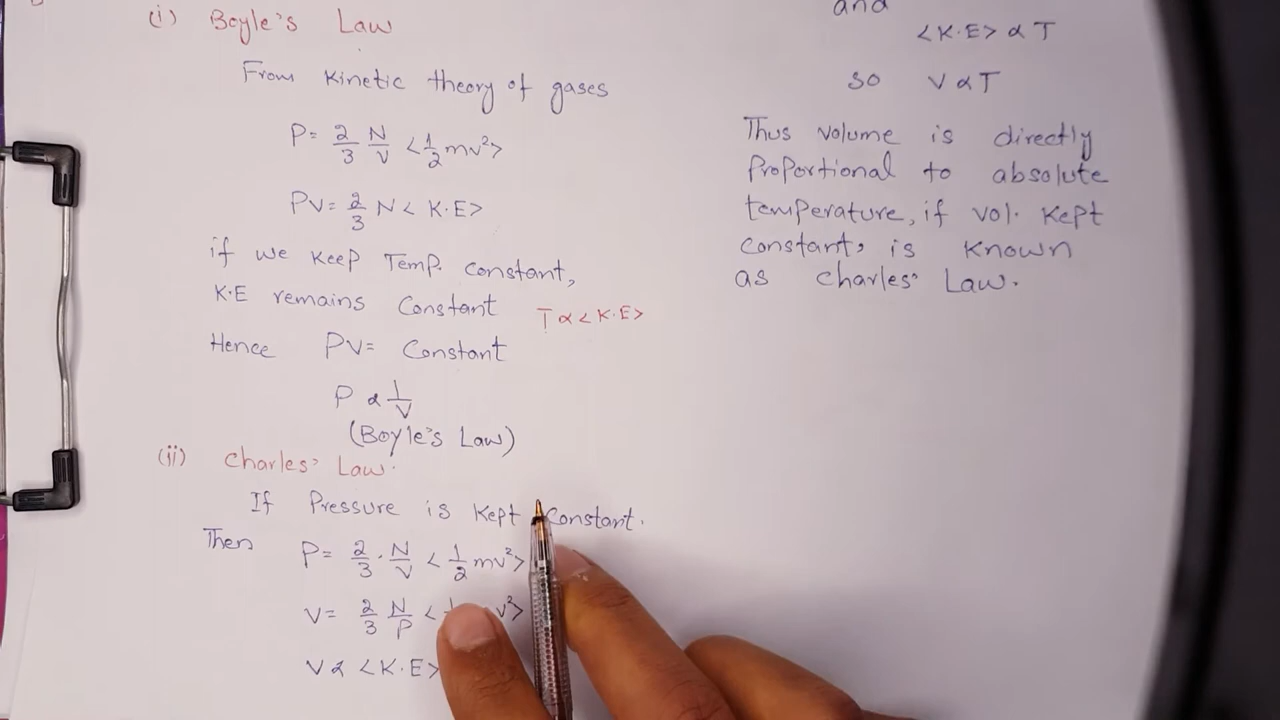 (i) Boyle's Law
From Kinetic theory of gases
P= 2/3 N/V <1/2 mv²>
PV= 2/3 N< K·E>
if we keep Temp. constant,
K·E remains Constant
T∝<K·E>
Hence PV= Constant
P ∝ 1/V
(Boyle's Law)
(ii) Charles' Law.
If Pressure is Kept Constant.
Then P= 2/3 · N/V <1/2 mv²>
V= 2/3 N/P < v²>
V∝ <K·E>
and
<K·E> ∝ T
so V∝T
Thus volume is directly
Proportional to absolute
temperature, if vol. Kept
Constant, is Known
as Charles' Law.